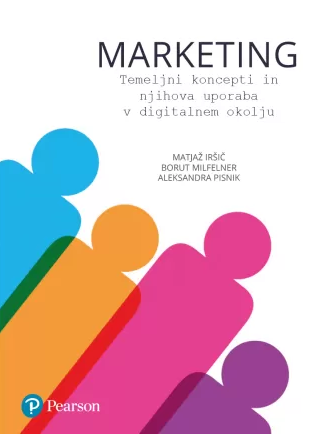 MARKETING
Temeljni koncepti in
njihova uporaba
v digitalnem okolju
MATJAŽ IRŠIČ
BORUT MILFELNER
ALEKSANDRA PISNIK
P Pearson